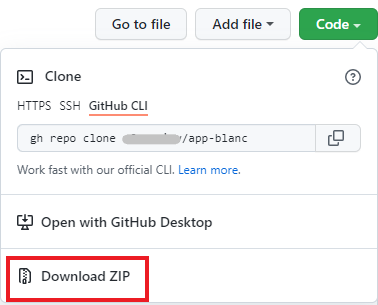 Go to file
Add file
Code
Clone
HTTPS SSH GitHub CLI
gh repo clone /app-blanc
Work fast with our official CLI. Learn more.
Open with GitHub Desktop
Download ZIP